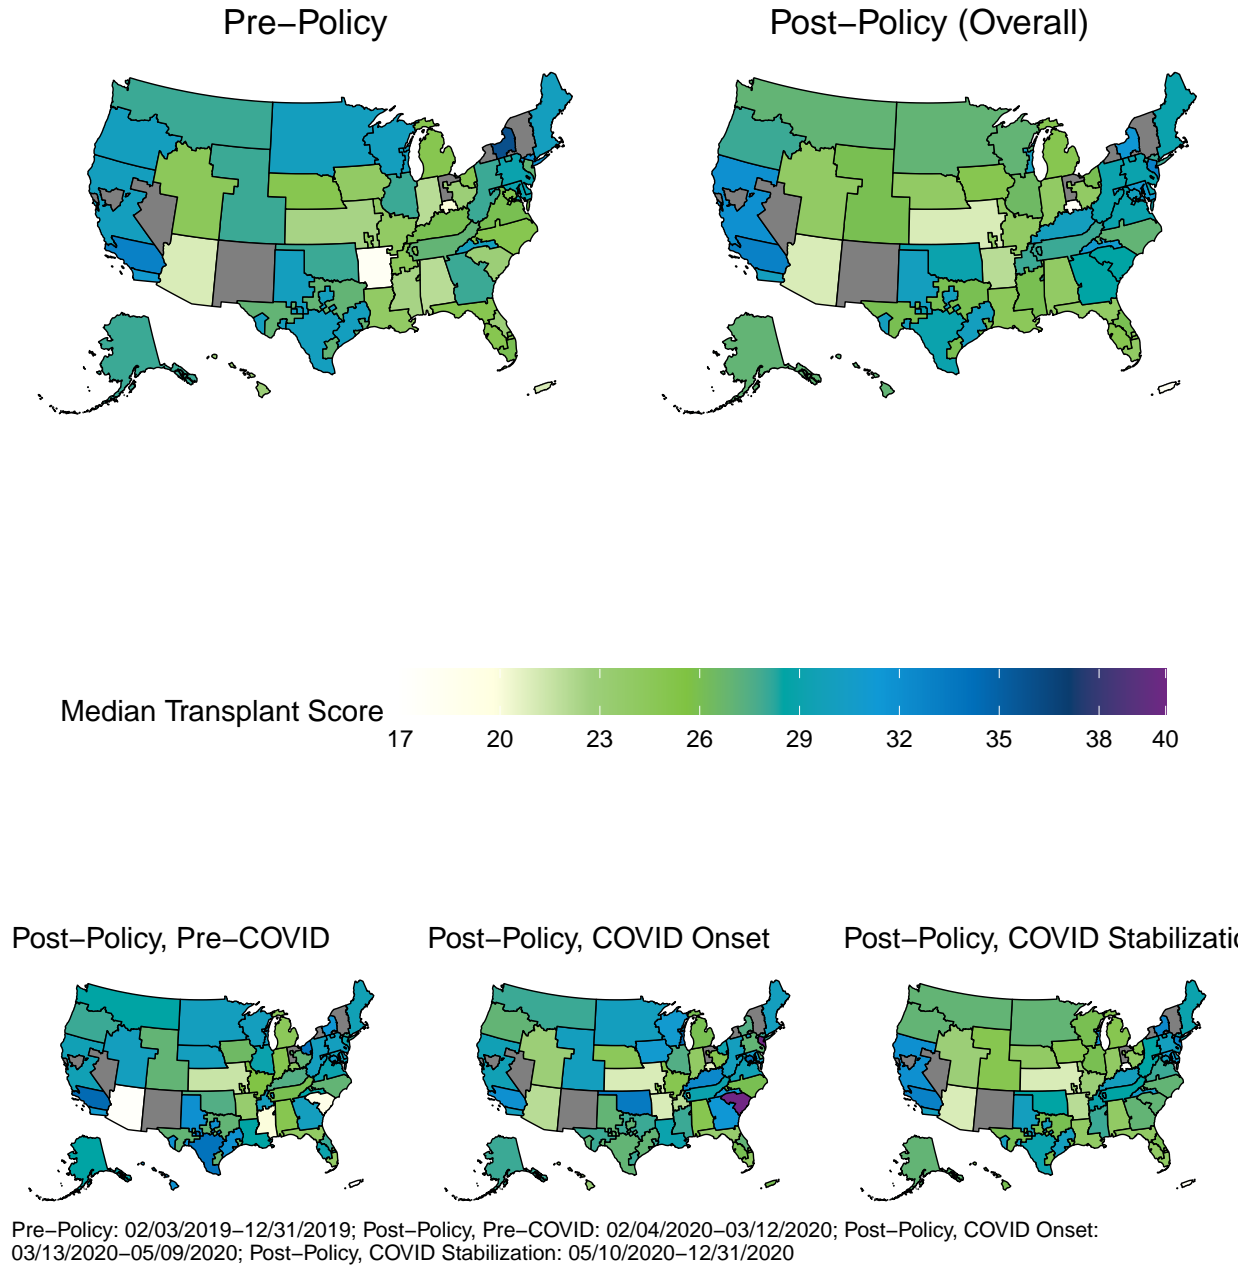 Pre−Policy
Post−Policy (Overall)
Median Transplant Score
17 20 23 26 29 32 35 38 40
Post−Policy, Pre−COVID
Post−Policy, COVID Onset
Post−Policy, COVID Stabilizatio
Pre−Policy: 02/03/2019−12/31/2019; Post−Policy, Pre−COVID: 02/04/2020−03/12/2020; Post−Policy, COVID Onset:
03/13/2020−05/09/2020; Post−Policy, COVID Stabilization: 05/10/2020−12/31/2020